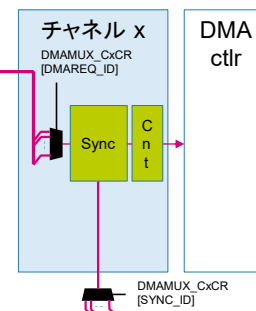 チャネル x
DMAMUX_CxCR
[DMAREQ_ID]
Sync
C
n
t
DMA
ctlr
DMAMUX_CxCR
[SYNC_ID]